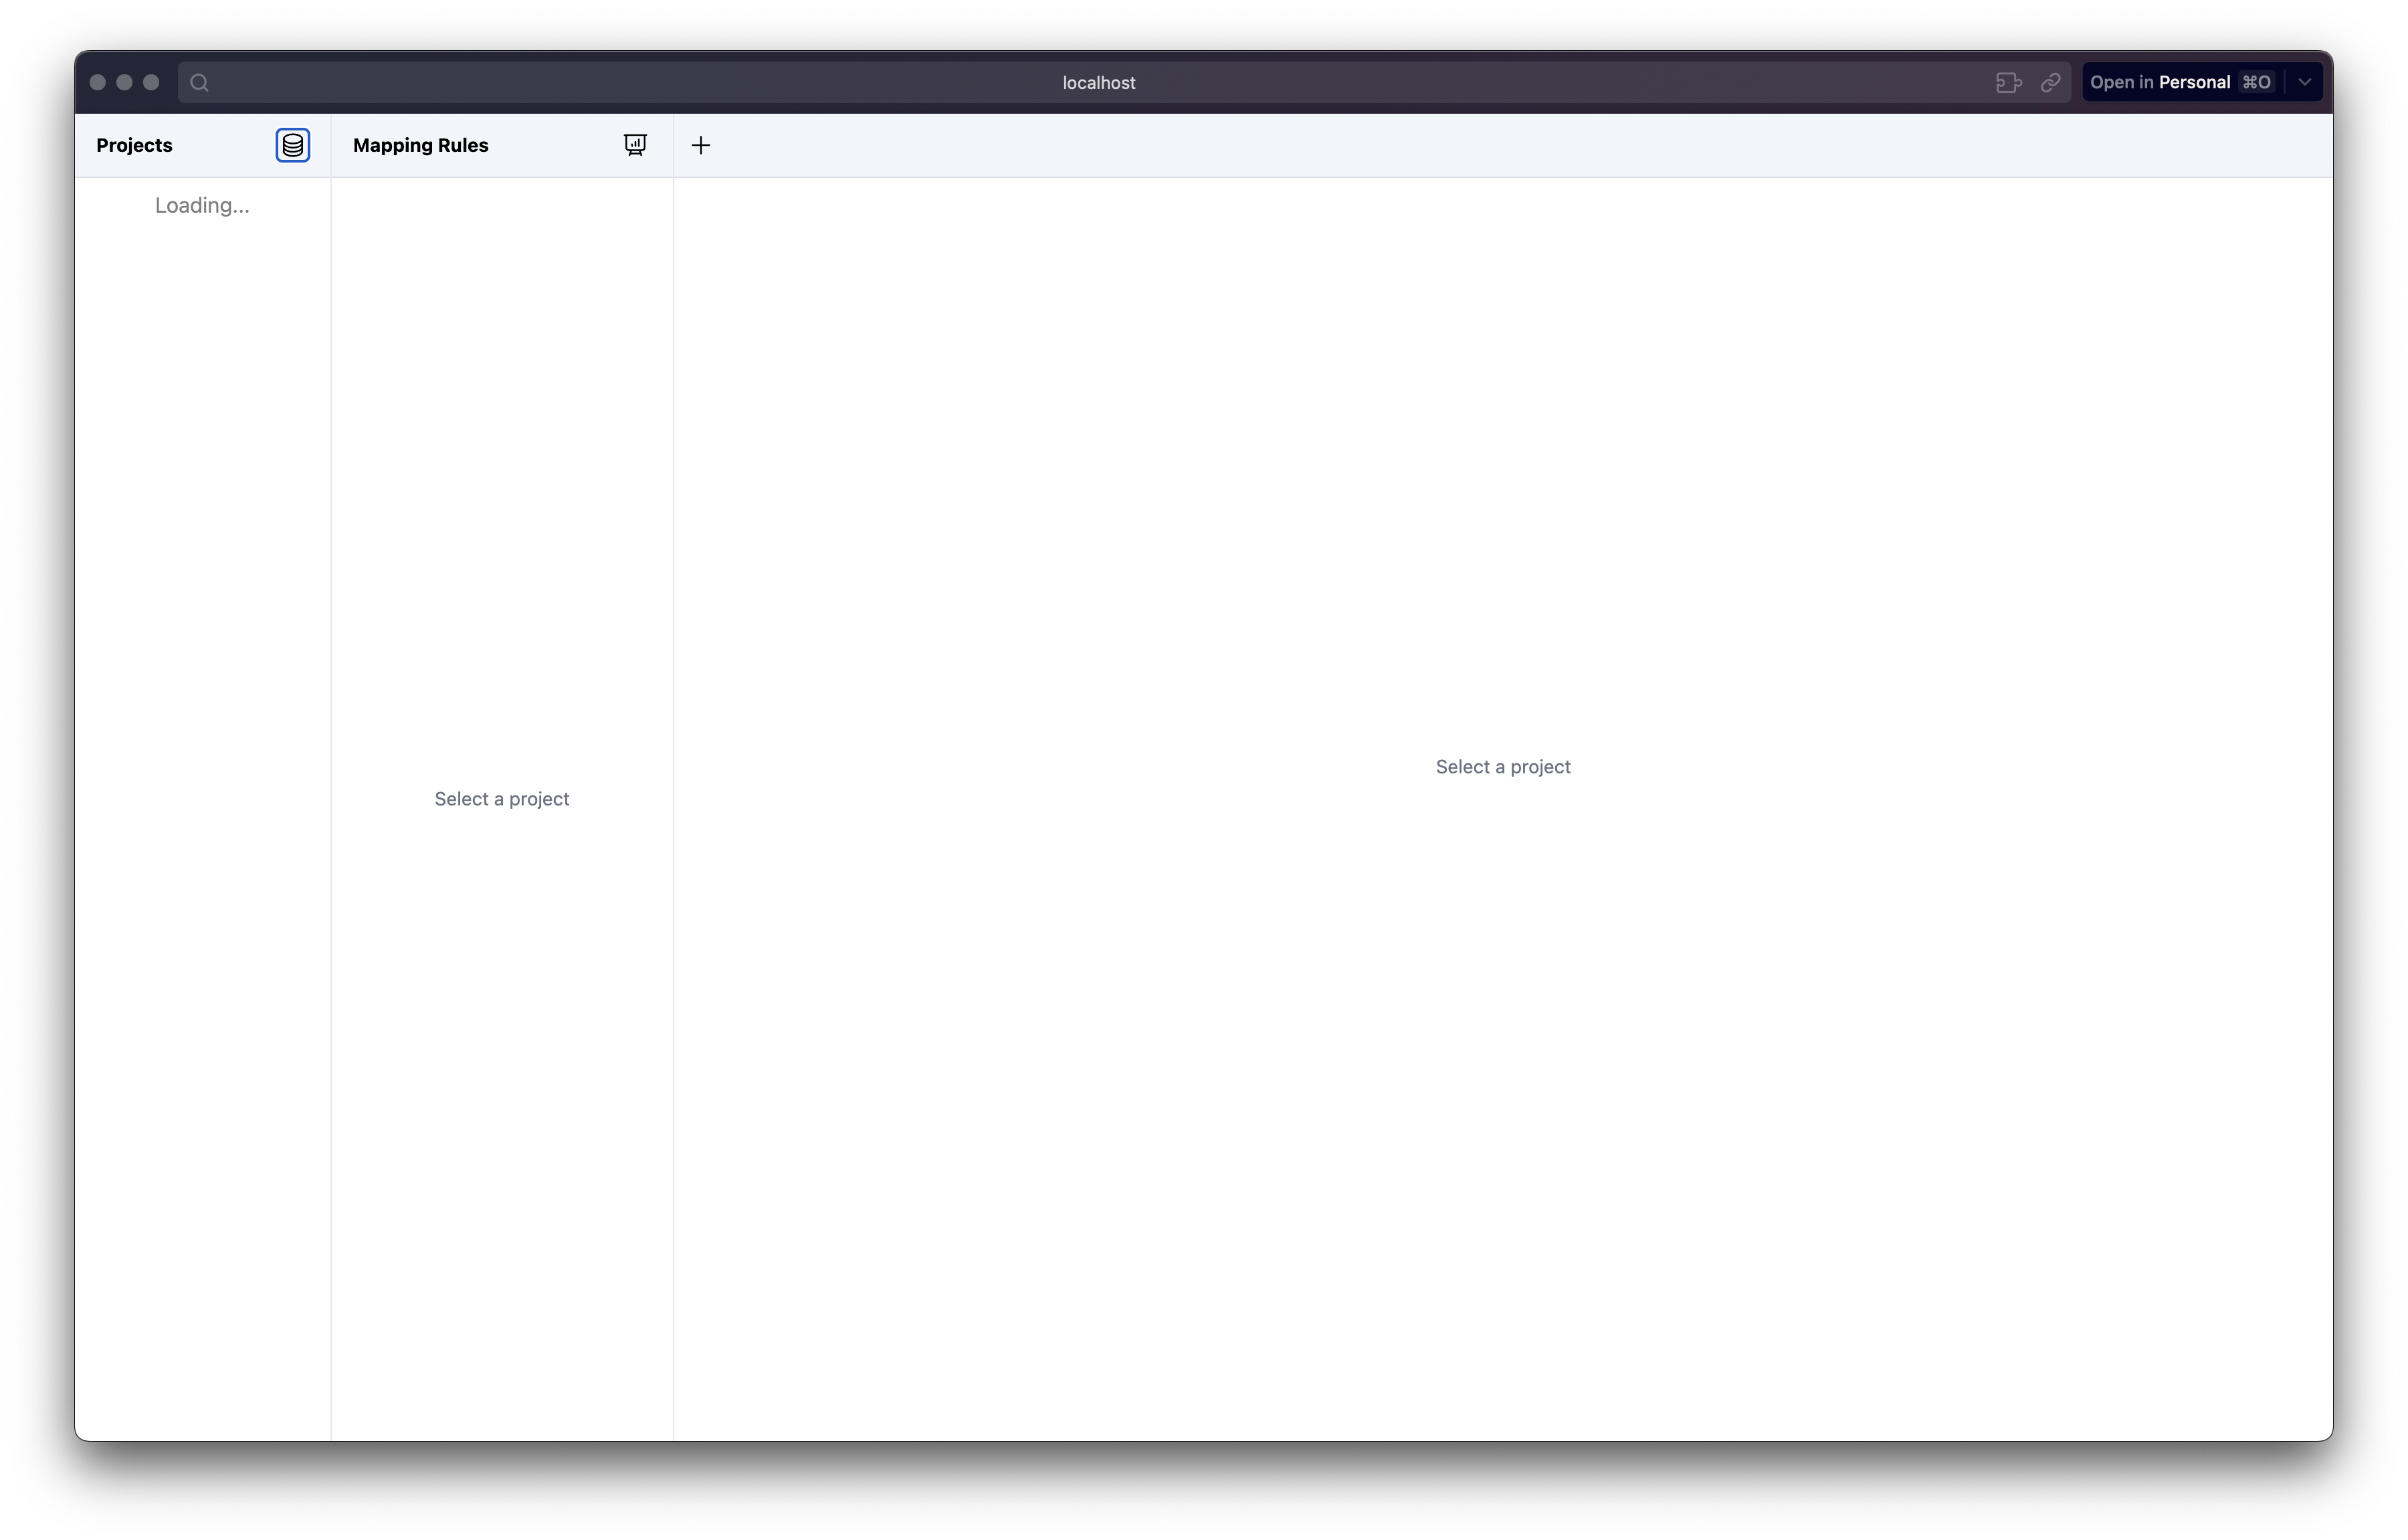 localhost
Open in Personal ⌘O
Projects
Mapping Rules
Loading...
Select a project
Select a project